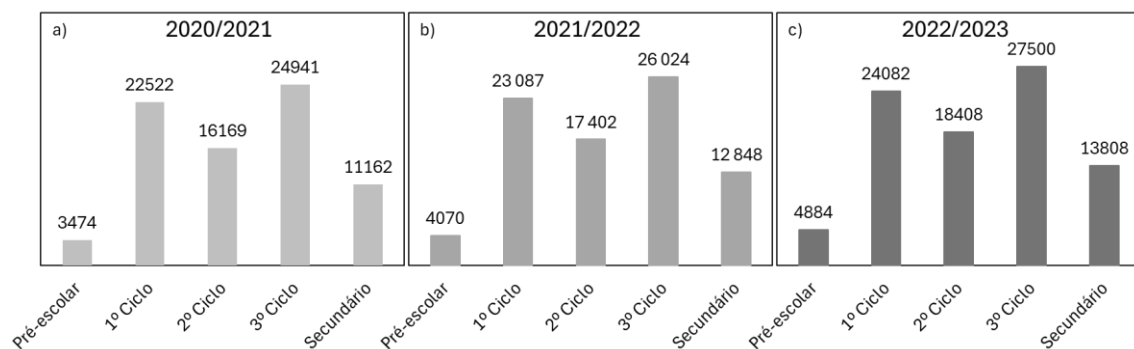 a) 2020/2021
22522
16169
24941
11162
3474
Pré-escolar
1º Ciclo
2º Ciclo
3º Ciclo
Secundário
b) 2021/2022
23 087
17 402
26 024
12 848
4070
Pré-escolar
1º Ciclo
2º Ciclo
3º Ciclo
Secundário
c) 2022/2023
24082
18408
27500
13808
4884
Pré-escolar
1º Ciclo
2º Ciclo
3º Ciclo
Secundário